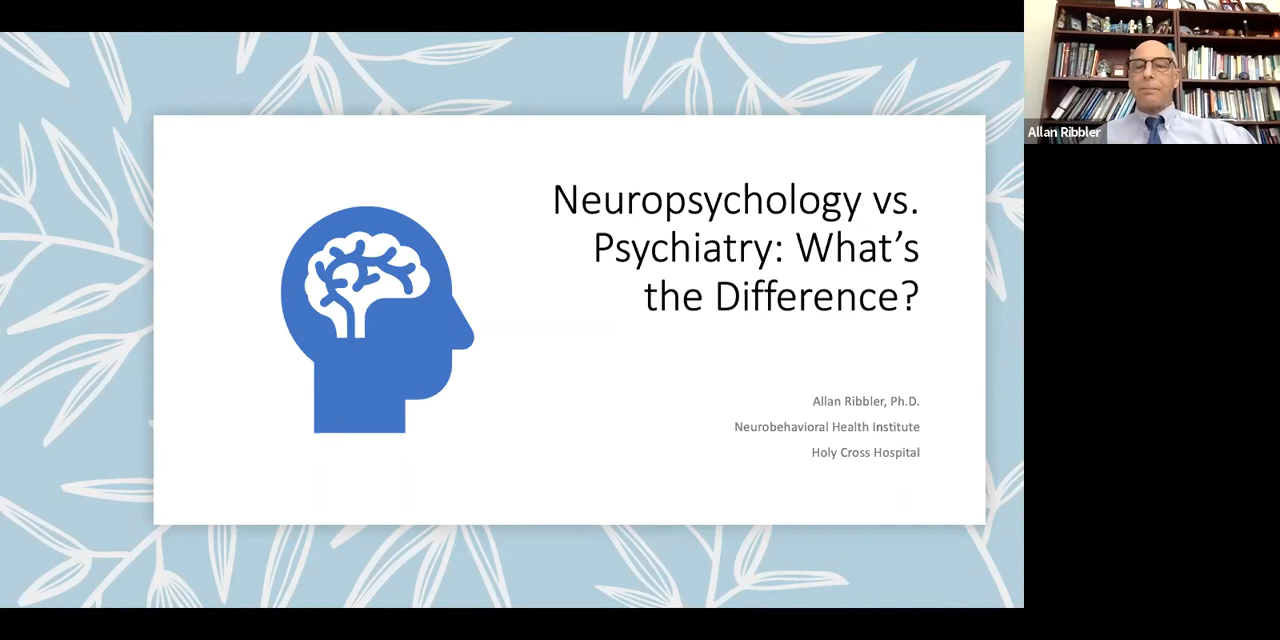 Neuropsychology vs.
Psychiatry: What’s
the Difference?
Allan Ribbler, Ph.D.
Neurobehavioral Health Institute
Holy Cross Hospital
Allan Ribbler